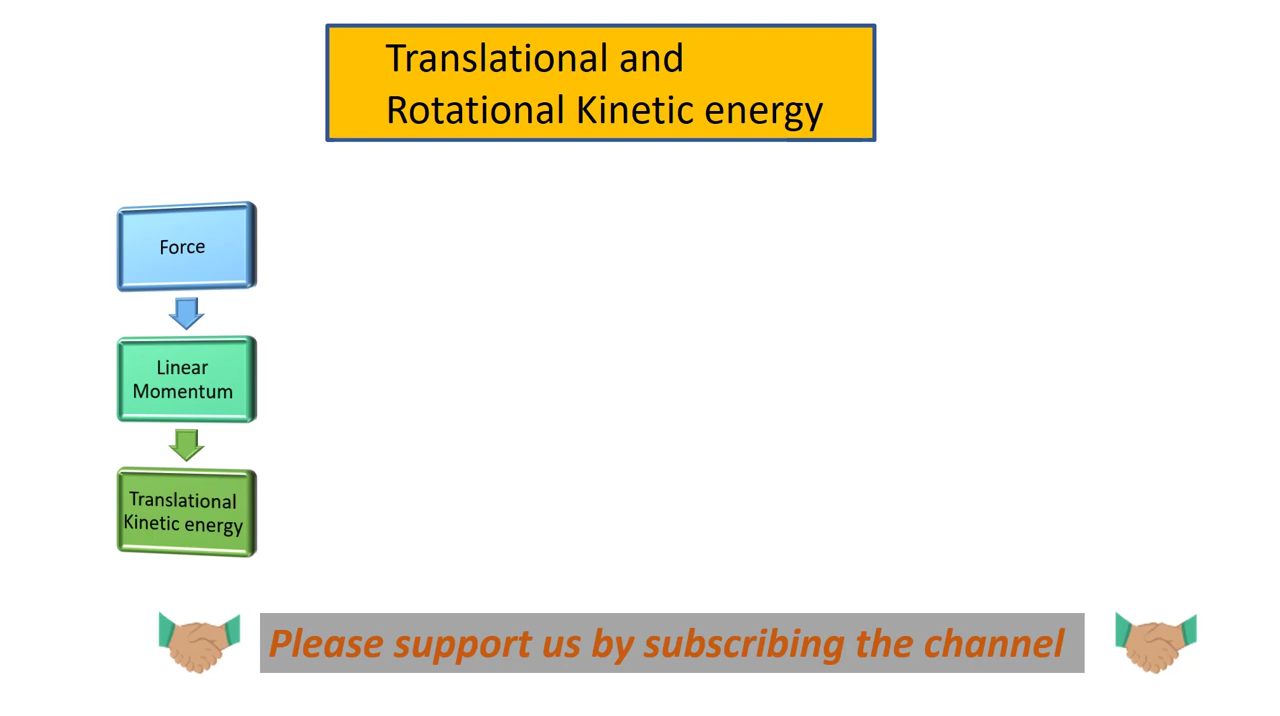 Translational and
Rotational Kinetic energy
Force
Linear
Momentum
Translational
Kinetic energy
Please support us by subscribing the channel